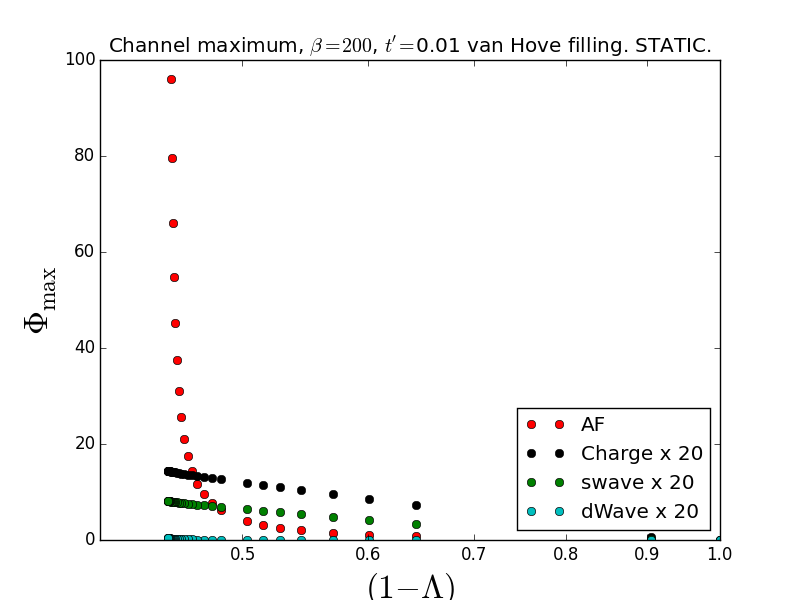 Channel maximum, β=200, t′=0.01 van Hove filling. STATIC.
100
80
60
40
20
0
Φmax
AF
Charge x 20
swave x 20
dWave x 20
0.5 0.6 0.7 0.8 0.9 1.0
(1−Λ)